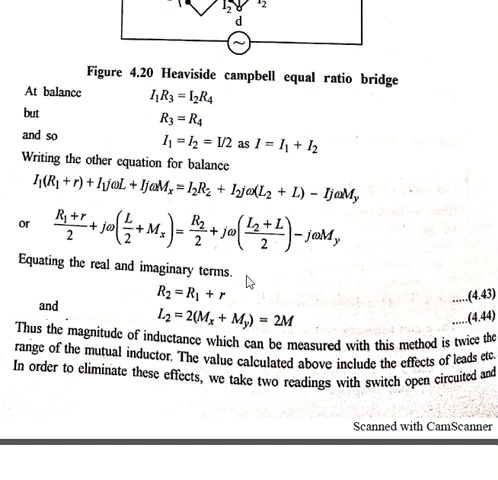 I₂ I₂
d
Figure 4.20 Heaviside campbell equal ratio bridge
At balance I₁R₃ = I₂R₄
but R₃ = R₄
and so I₁ = I₂ = I/2 as I = I₁ + I₂
Writing the other equation for balance
I₁(R₁ + r) + I₁jωL + IjωMₓ = I₂R₂ + I₂jω(L₂ + L) − IjωMᵧ
or (R₁ + r)/2 + jω(L/2 + Mₓ) = R₂/2 + jω((L₂ + L)/2) − jωMᵧ
Equating the real and imaginary terms.
R₂ = R₁ + r .....(4.43)
and L₂ = 2(Mₓ + Mᵧ) = 2M .....(4.44)
Thus the magnitude of inductance which can be measured with this method is twice the
range of the mutual inductor. The value calculated above include the effects of leads etc.
In order to eliminate these effects, we take two readings with switch open circuited and
Scanned with CamScanner